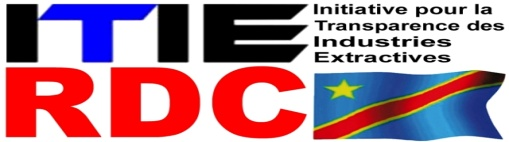 ITIE
Initiative pour la
Transparence des
Industries
Extractives
RDC